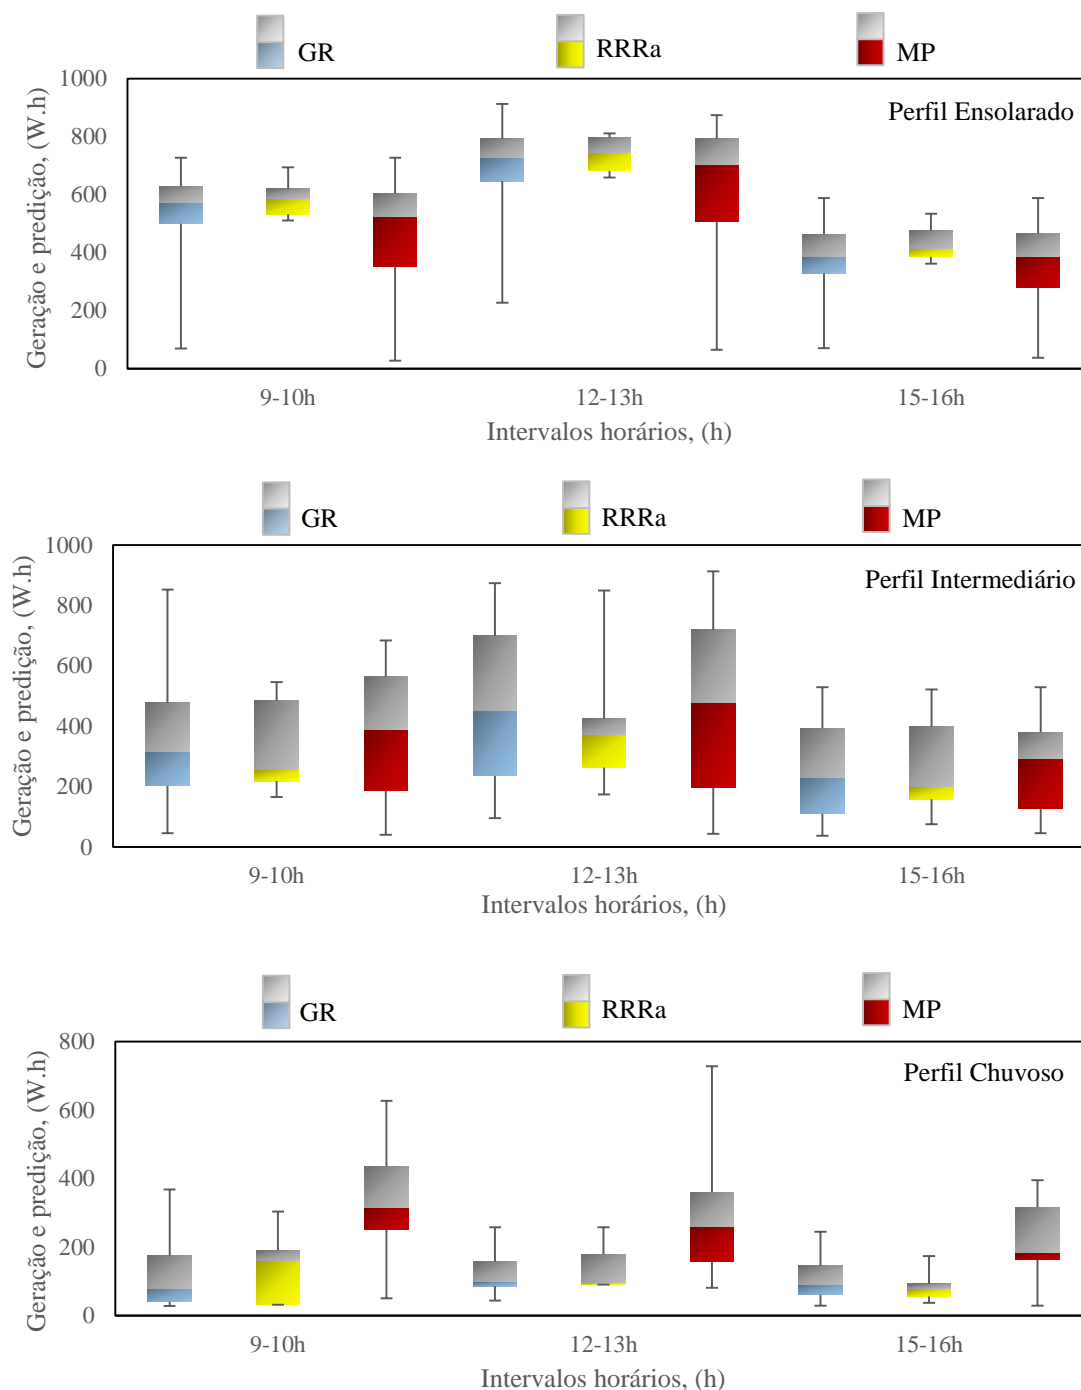 GR RRRa MP
1000
Perfil Ensolarado
800
600
400
200
0
Geração e predição, (W.h)
9-10h 12-13h 15-16h
Intervalos horários, (h)
GR RRRa MP
1000
Perfil Intermediário
800
600
400
200
0
Geração e predição, (W.h)
9-10h 12-13h 15-16h
Intervalos horários, (h)
GR RRRa MP
800
Perfil Chuvoso
600
400
200
0
Geração e predição, (W.h)
9-10h 12-13h 15-16h
Intervalos horários, (h)